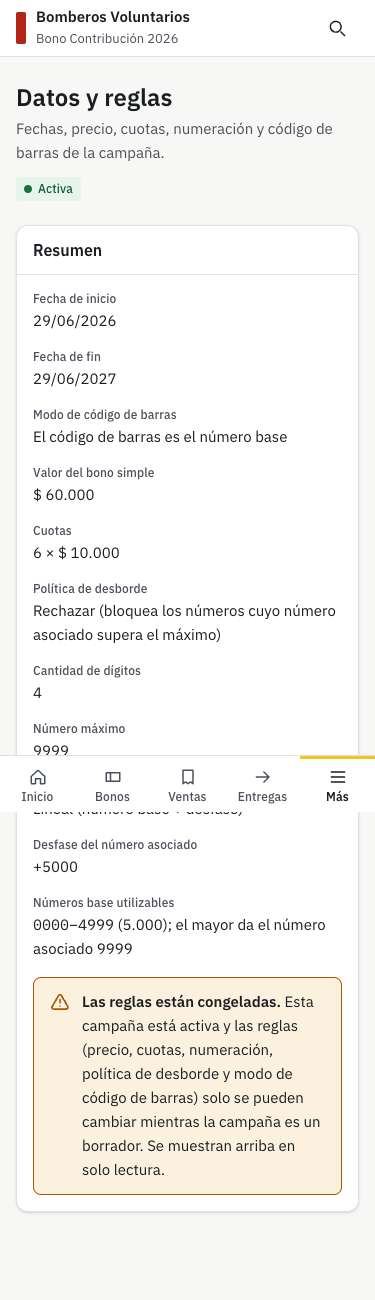 Bomberos Voluntarios
Bono Contribución 2026
Datos y reglas
Fechas, precio, cuotas, numeración y código de
barras de la campaña.
Activa
Resumen
Fecha de inicio
29/06/2026
Fecha de fin
29/06/2027
Modo de código de barras
El código de barras es el número base
Valor del bono simple
$ 60.000
Cuotas
6 × $ 10.000
Política de desborde
Rechazar (bloquea los números cuyo número
asociado supera el máximo)
Cantidad de dígitos
4
Número máximo
9999
Inicio
Bonos
Ventas
Entregas
Más
Desfase del número asociado
+5000
Números base utilizables
0000–4999 (5.000); el mayor da el número
asociado 9999
Las reglas están congeladas. Esta
campaña está activa y las reglas
(precio, cuotas, numeración,
política de desborde y modo de
código de barras) solo se pueden
cambiar mientras la campaña es un
borrador. Se muestran arriba en
solo lectura.